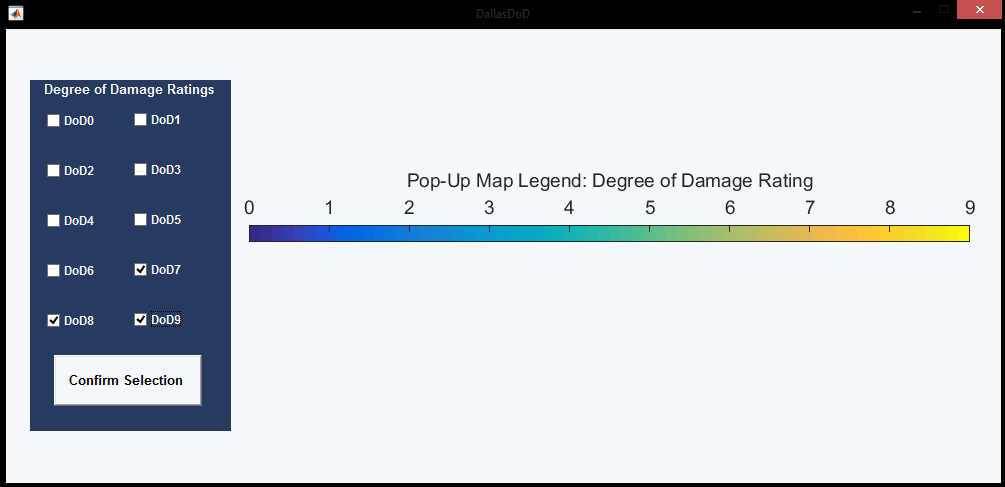 DallasDoD
Degree of Damage Ratings
DoD0 DoD1
DoD2 DoD3
DoD4 DoD5
DoD6 DoD7
DoD8 DoD9
Confirm Selection
Pop-Up Map Legend: Degree of Damage Rating
0 1 2 3 4 5 6 7 8 9